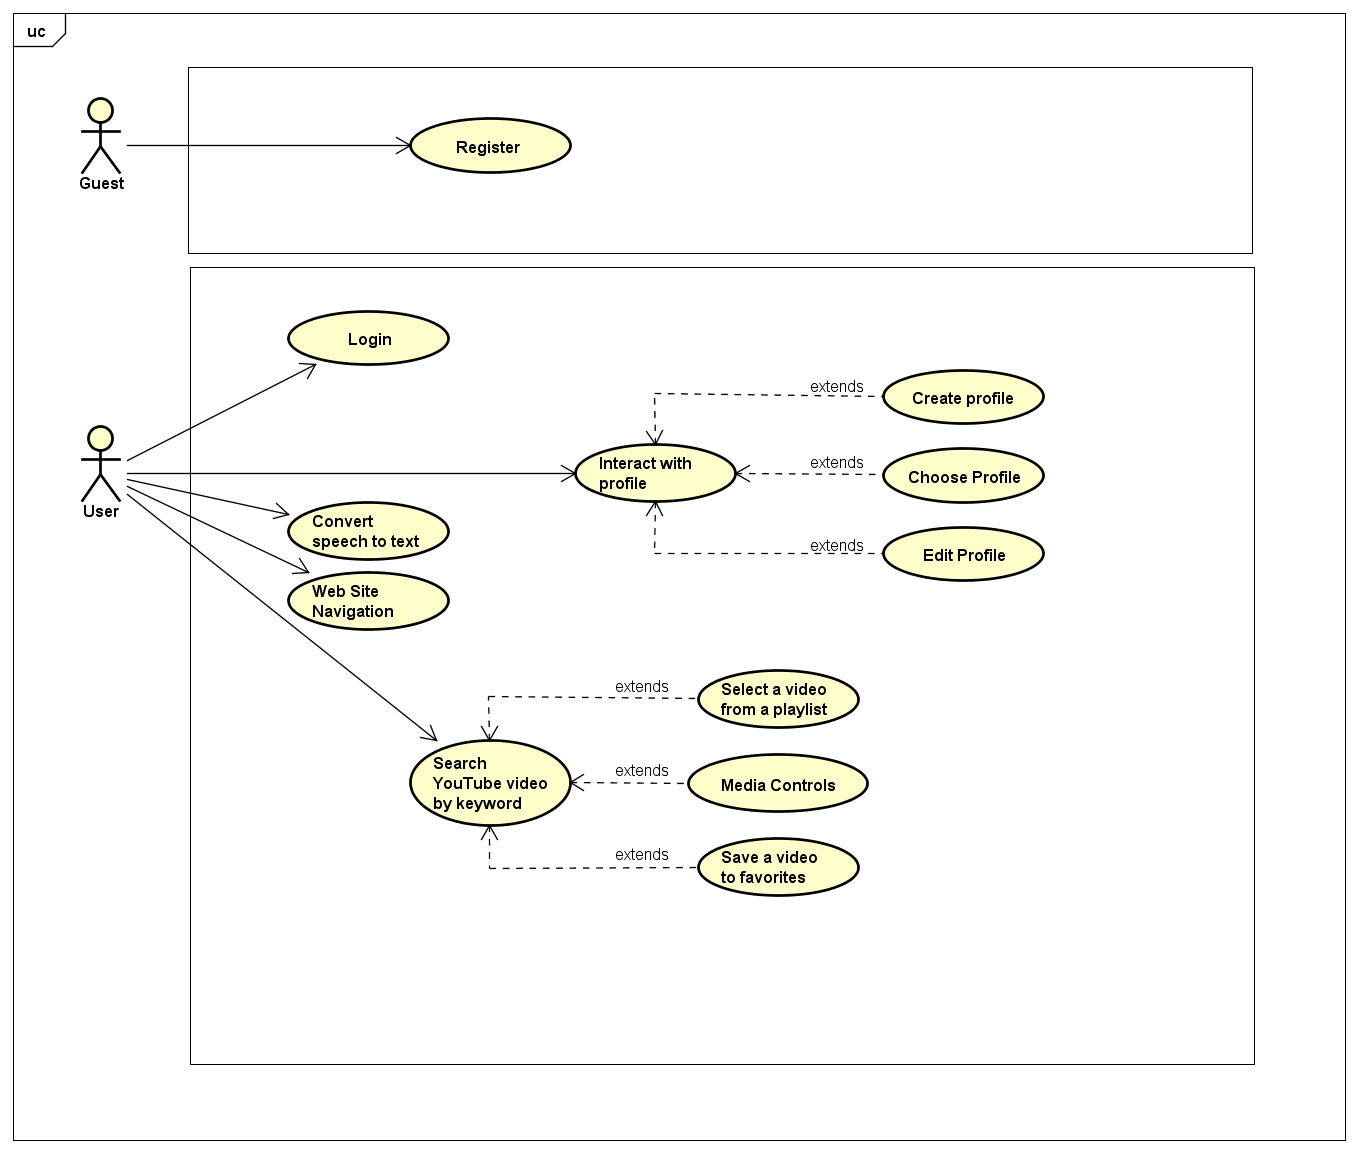 uc
Register
Guest
Login
extends
Create profile
Interact with
profile
extends
Choose Profile
User
Convert
speech to text
extends
Edit Profile
Web Site
Navigation
extends
Select a video
from a playlist
Search
YouTube video
by keyword
extends
Media Controls
extends
Save a video
to favorites